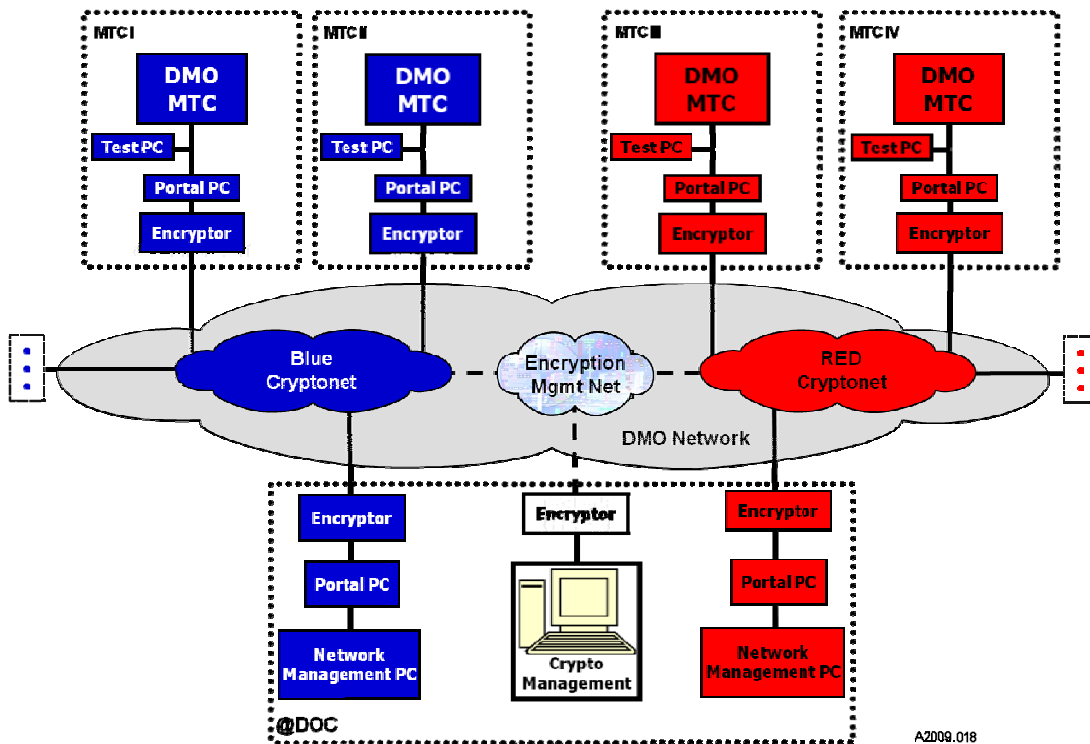 MTC I
MTC II
MTC III
MTC IV
DMO
MTC
DMO
MTC
DMO
MTC
DMO
MTC
Test PC
Test PC
Test PC
Test PC
Portal PC
Portal PC
Portal PC
Portal PC
Encryptor
Encryptor
Encryptor
Encryptor
Blue
Cryptonet
Encryption
Mgmt Net
RED
Cryptonet
DMO Network
Encryptor
Encryptor
Encryptor
Portal PC
Portal PC
Network
Management PC
Crypto
Management
Network
Management PC
@DOC
A2009.018